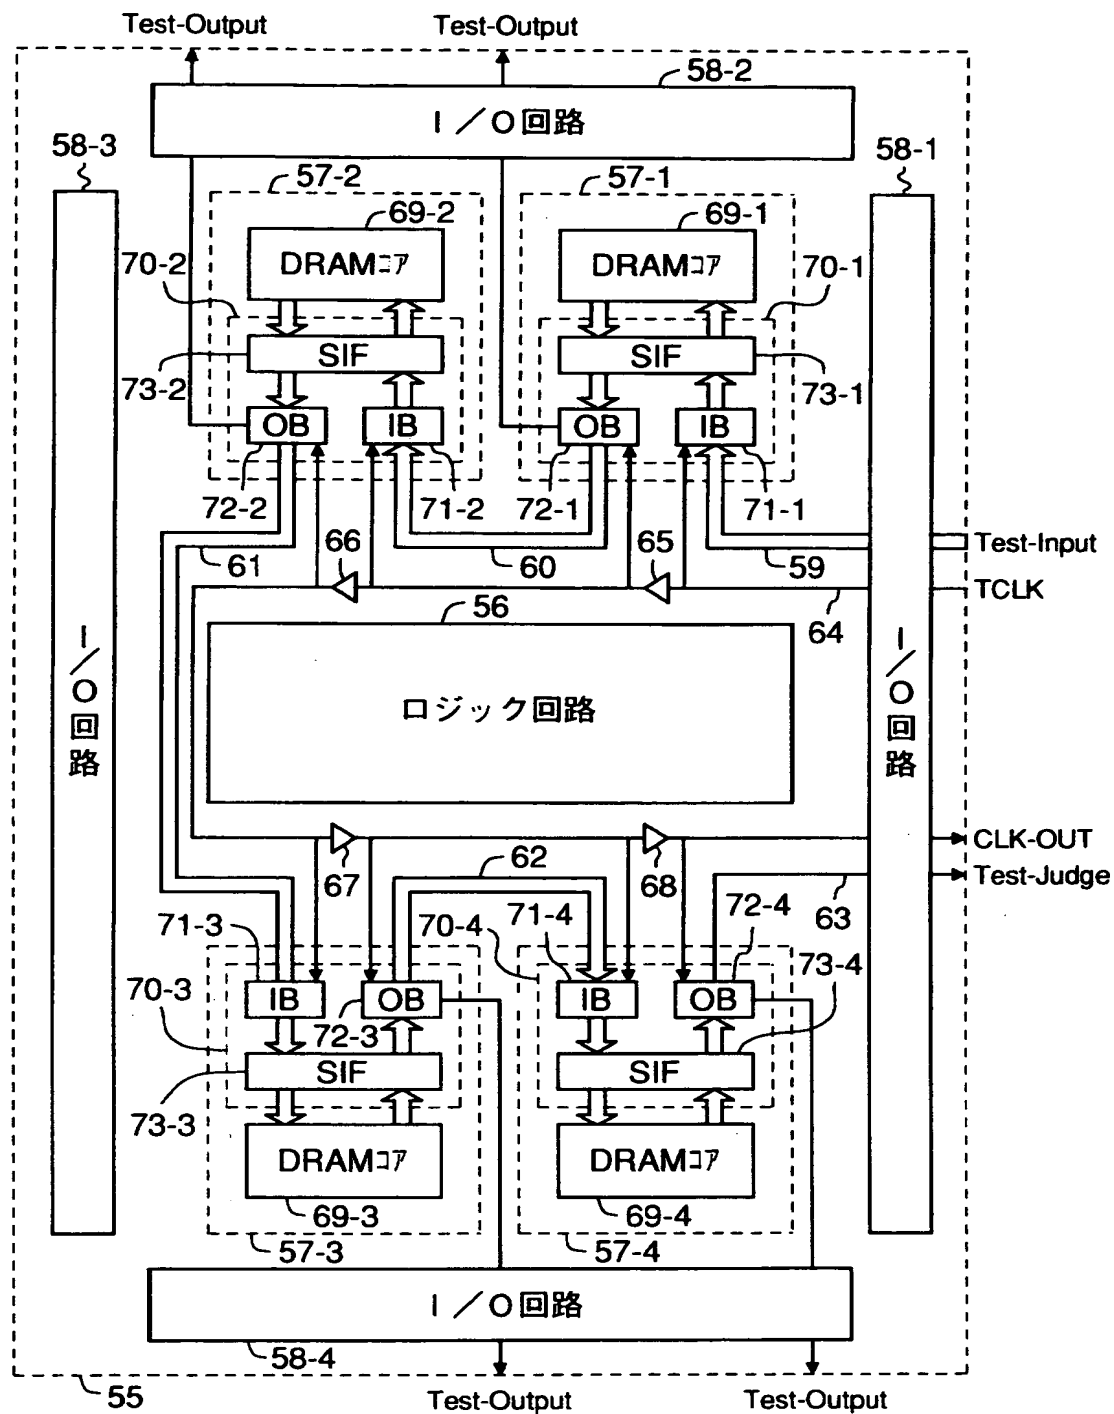 Test-Output
Test-Output
58-2
I／O回路
58-3
58-1
57-2
57-1
69-2
69-1
DRAMｺｱ
DRAMｺｱ
70-2
70-1
SIF
SIF
73-2
73-1
OB
IB
OB
IB
72-2
71-2
72-1
71-1
61
66
60
65
59
Test-Input
TCLK
64
56
I／O回路
I／O回路
ロジック回路
CLK-OUT
67
62
68
Test-Judge
63
71-3
70-4
71-4
72-4
73-4
70-3
IB
OB
IB
OB
72-3
SIF
SIF
73-3
DRAMｺｱ
DRAMｺｱ
69-3
69-4
57-3
57-4
I／O回路
58-4
55
Test-Output
Test-Output